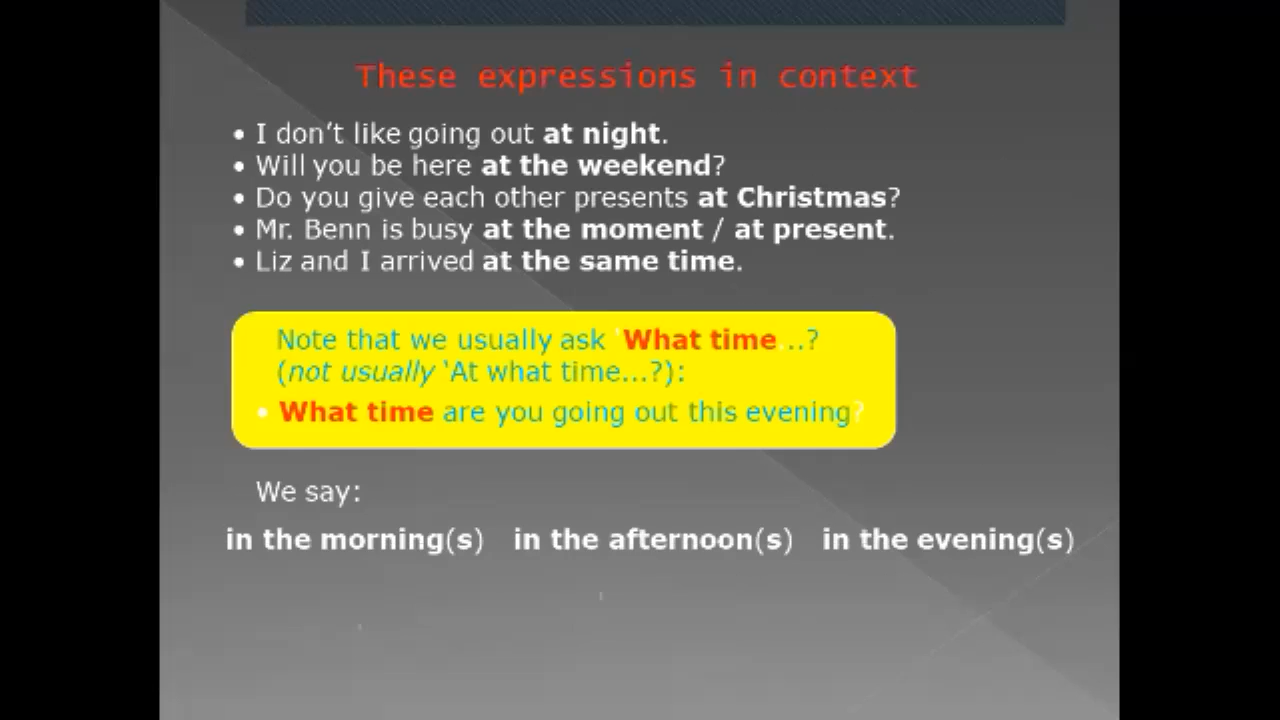 These expressions in context
• I don't like going out at night.
• Will you be here at the weekend?
• Do you give each other presents at Christmas?
• Mr. Benn is busy at the moment / at present.
• Liz and I arrived at the same time.
Note that we usually ask 'What time...?
(not usually 'At what time...?):
• What time are you going out this evening?
We say:
in the morning(s) in the afternoon(s) in the evening(s)